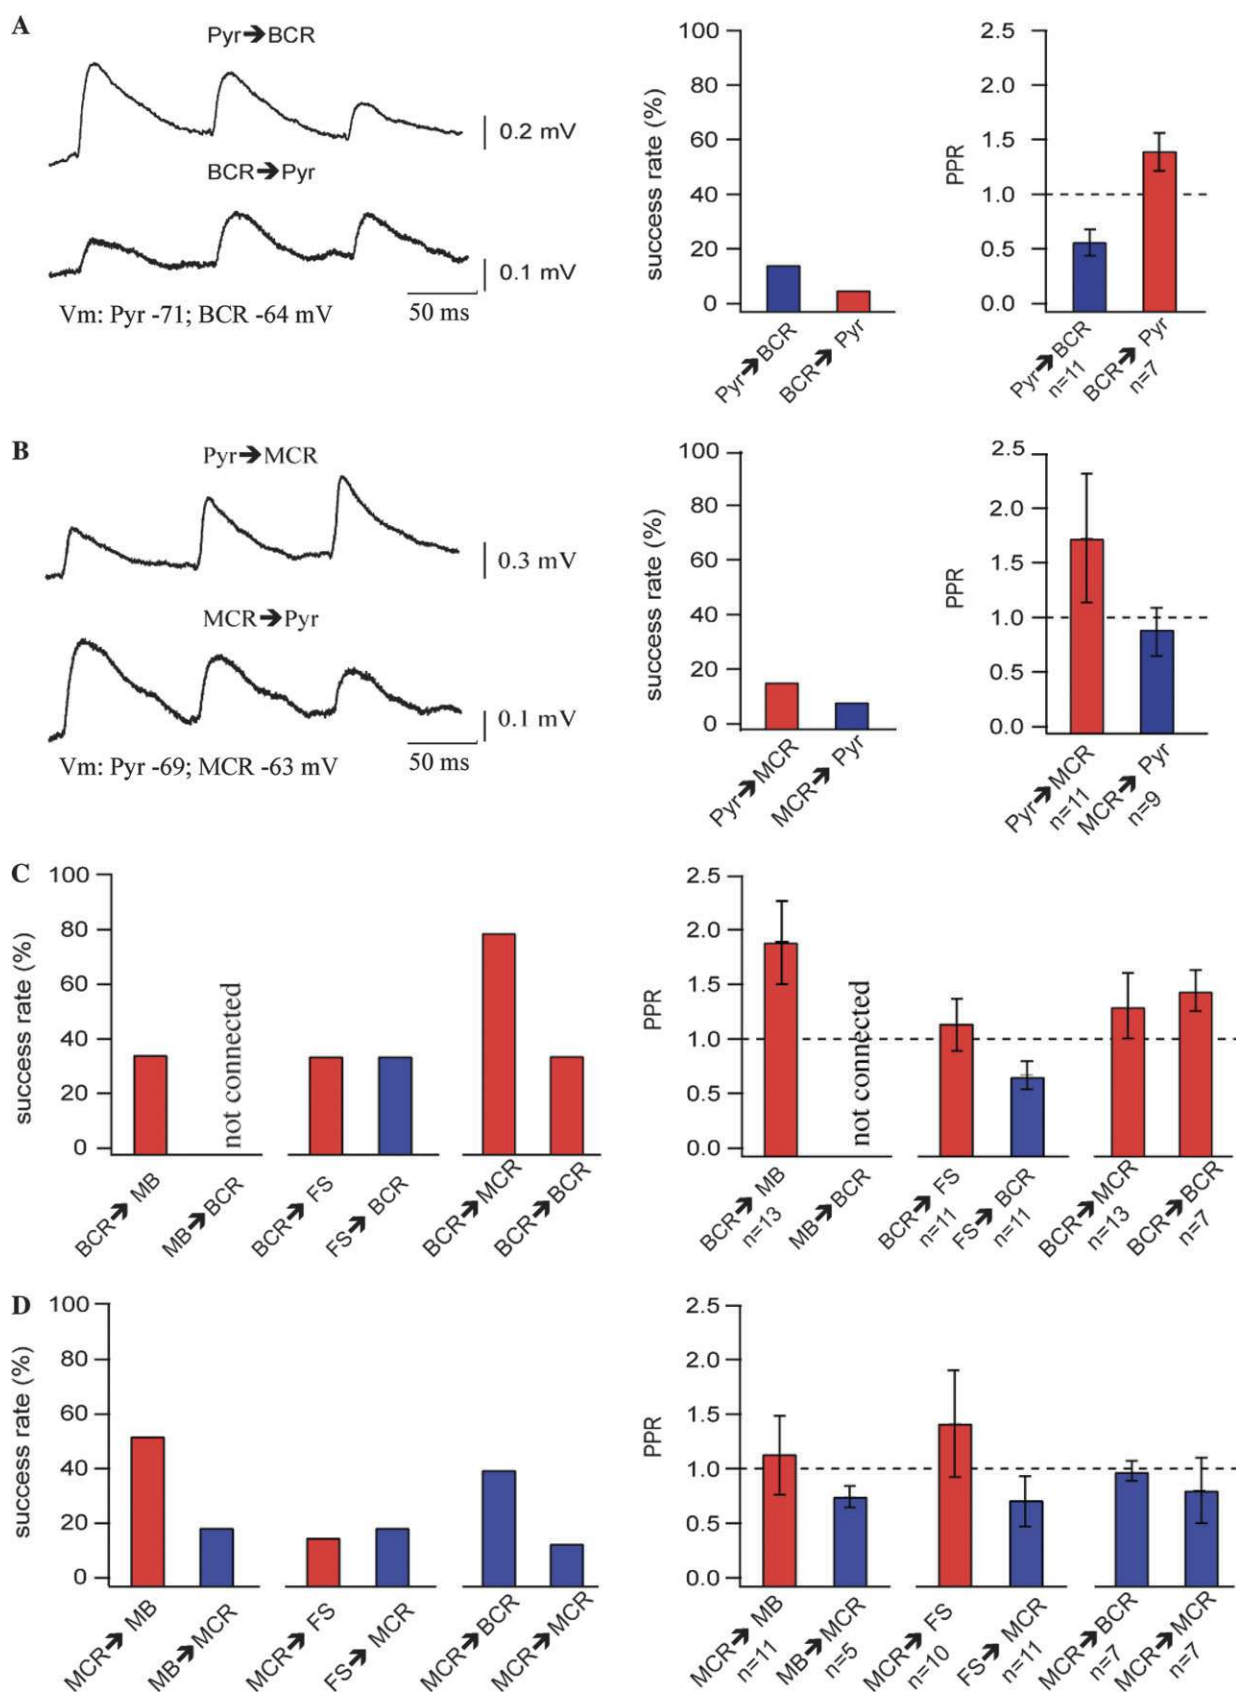 A
Pyr➔BCR
0.2 mV
BCR➔Pyr
0.1 mV
50 ms
Vm: Pyr -71; BCR -64 mV
success rate (%)
100
80
60
40
20
0
Pyr➔BCR
BCR➔Pyr
PPR
2.5
2.0
1.5
1.0
0.5
0.0
Pyr➔BCR
n=11
BCR➔Pyr
n=7
B
Pyr➔MCR
0.3 mV
MCR➔Pyr
0.1 mV
50 ms
Vm: Pyr -69; MCR -63 mV
success rate (%)
100
80
60
40
20
0
Pyr➔MCR
MCR➔Pyr
PPR
2.5
2.0
1.5
1.0
0.5
0.0
Pyr➔MCR
n=11
MCR➔Pyr
n=9
C
success rate (%)
100
80
60
40
20
0
not connected
BCR➔MB
MB➔BCR
BCR➔FS
FS➔BCR
BCR➔MCR
BCR➔BCR
PPR
2.5
2.0
1.5
1.0
0.5
0.0
not connected
BCR➔MB
n=13
MB➔BCR
BCR➔FS
n=11
FS➔BCR
n=11
BCR➔MCR
n=13
BCR➔BCR
n=7
D
success rate (%)
100
80
60
40
20
0
MCR➔MB
MB➔MCR
MCR➔FS
FS➔MCR
MCR➔BCR
MCR➔MCR
PPR
2.5
2.0
1.5
1.0
0.5
0.0
MCR➔MB
n=11
MB➔MCR
n=5
MCR➔FS
n=10
FS➔MCR
n=11
MCR➔BCR
n=7
MCR➔MCR
n=7